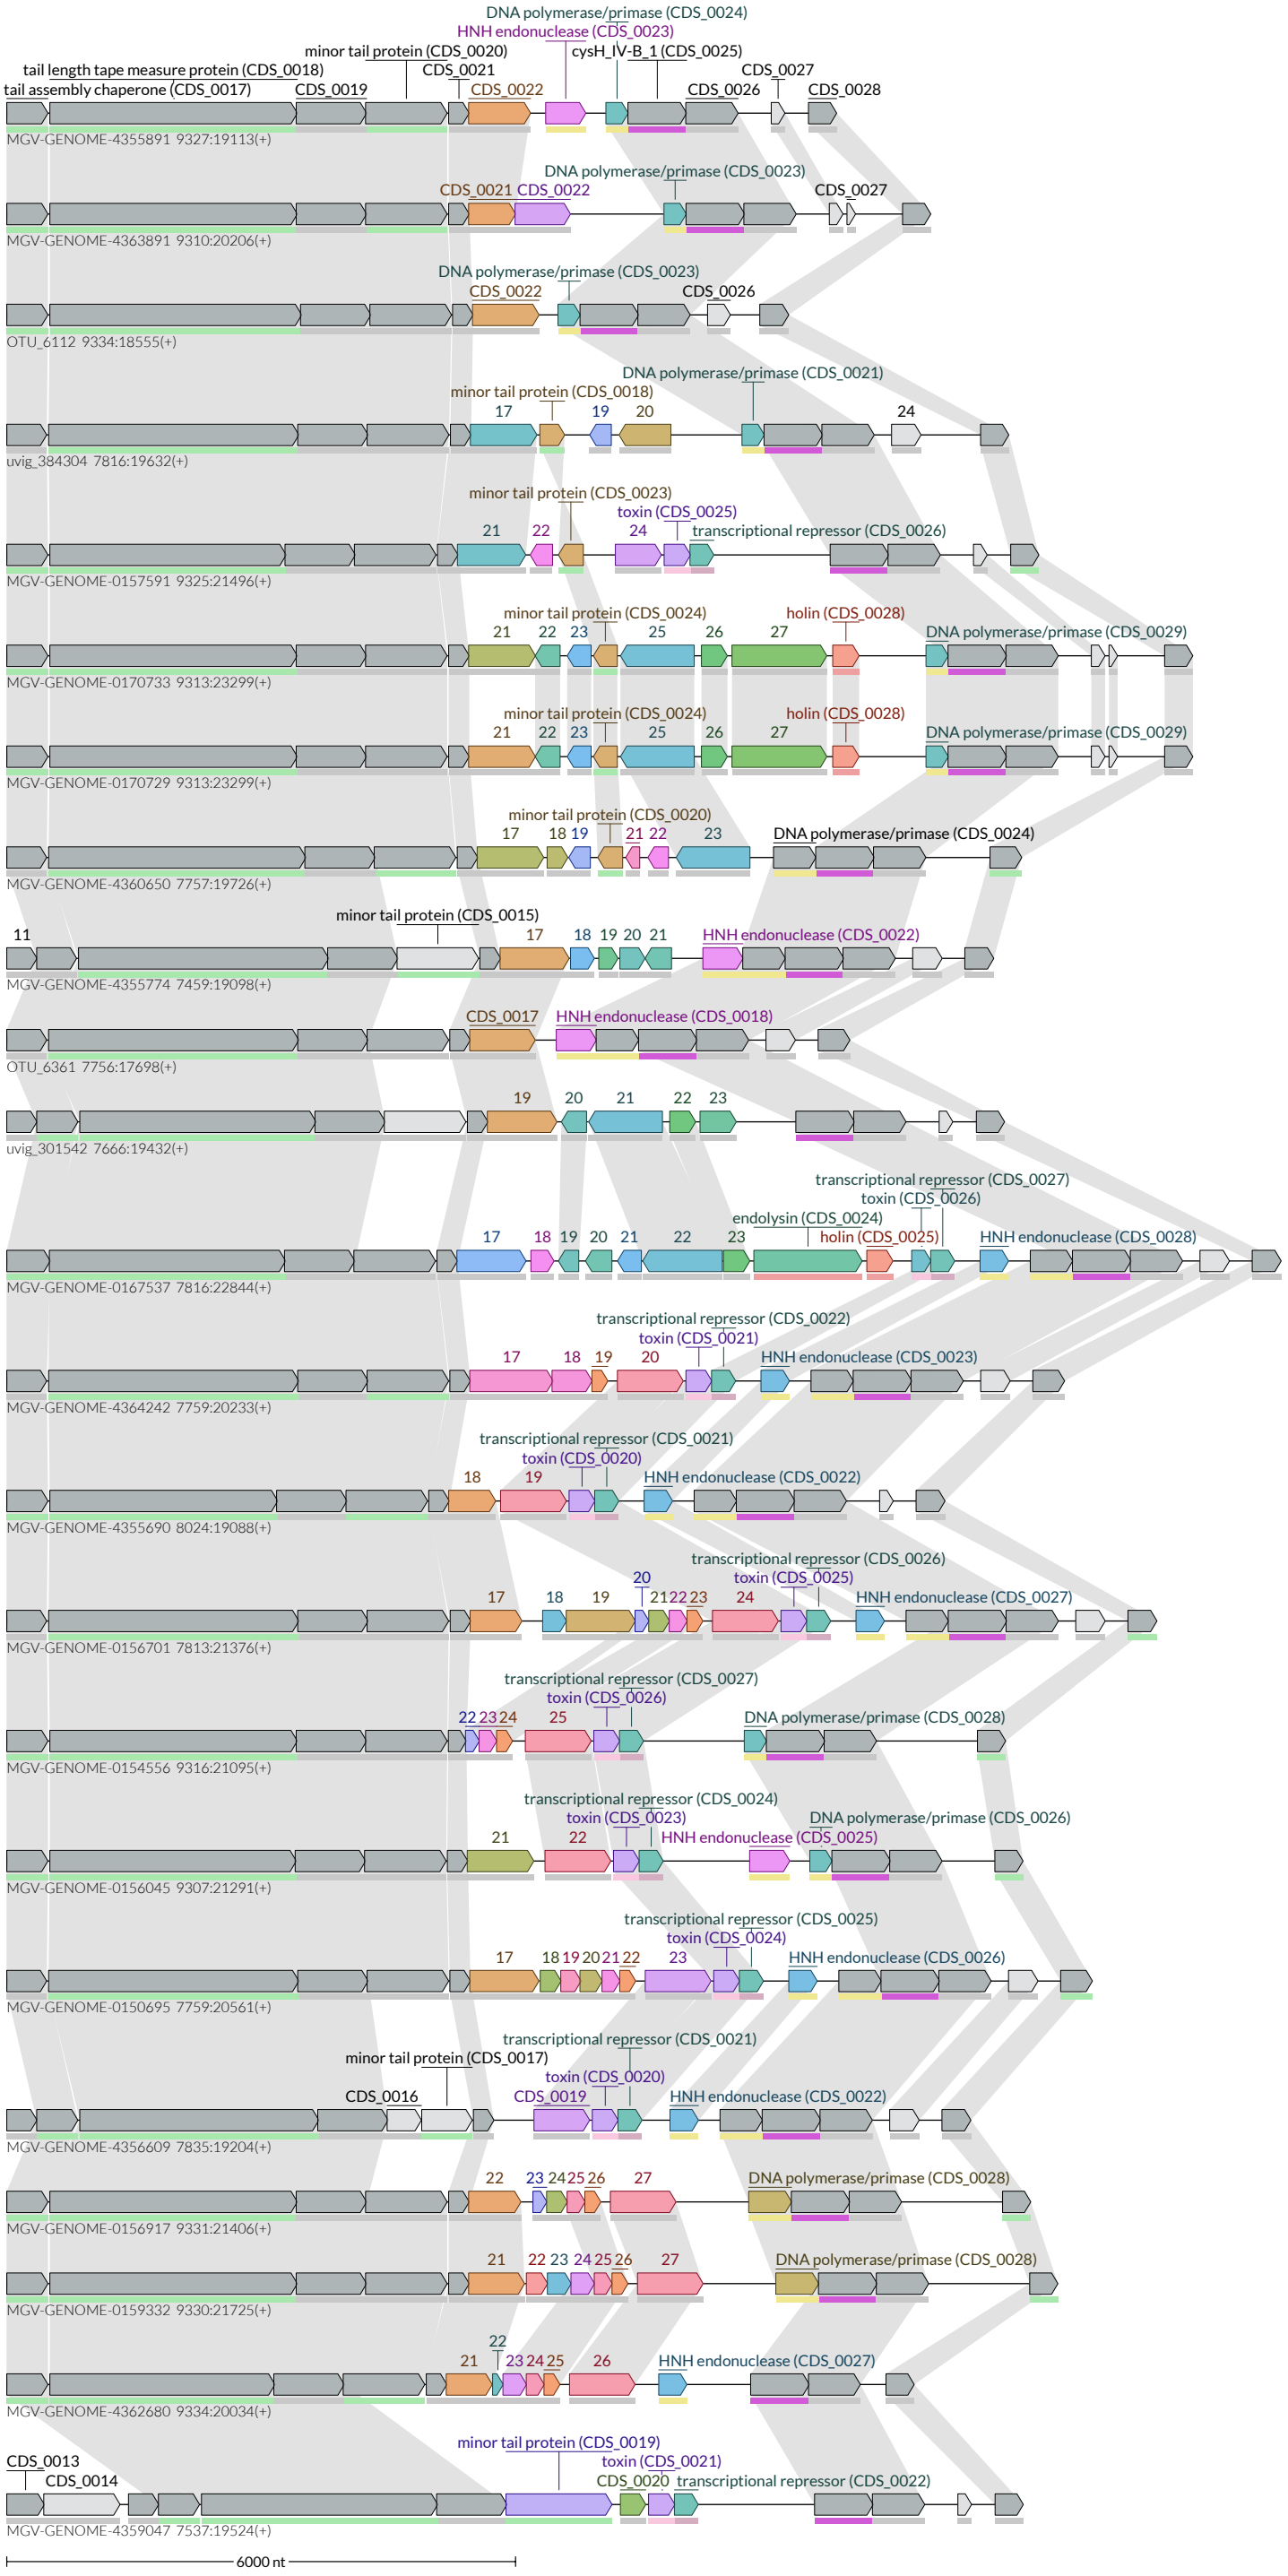 DNA polymerase/primase (CDS_0024)
HNH endonuclease (CDS_0023)
minor tail protein (CDS_0020) cysH_IV-B_1 (CDS_0025)
tail length tape measure protein (CDS_0018) CDS_0021 CDS_0027
tail assembly chaperone (CDS_0017) CDS_0019 CDS_0022 CDS_0026 CDS_0028
MGV-GENOME-4355891 9327:19113(+)
DNA polymerase/primase (CDS_0023)
CDS_0021 CDS_0022 CDS_0027
MGV-GENOME-4363891 9310:20206(+)
DNA polymerase/primase (CDS_0023)
CDS_0022 CDS_0026
OTU_6112 9334:18555(+)
DNA polymerase/primase (CDS_0021)
minor tail protein (CDS_0018)
17 19 20 24
uvig_384304 7816:19632(+)
minor tail protein (CDS_0023)
toxin (CDS_0025)
21 22 24 transcriptional repressor (CDS_0026)
MGV-GENOME-0157591 9325:21496(+)
minor tail protein (CDS_0024) holin (CDS_0028)
21 22 23 25 26 27 DNA polymerase/primase (CDS_0029)
MGV-GENOME-0170733 9313:23299(+)
minor tail protein (CDS_0024) holin (CDS_0028)
21 22 23 25 26 27 DNA polymerase/primase (CDS_0029)
MGV-GENOME-0170729 9313:23299(+)
minor tail protein (CDS_0020)
17 18 19 21 22 23 DNA polymerase/primase (CDS_0024)
MGV-GENOME-4360650 7757:19726(+)
minor tail protein (CDS_0015)
11 17 18 19 20 21 HNH endonuclease (CDS_0022)
MGV-GENOME-4355774 7459:19098(+)
CDS_0017 HNH endonuclease (CDS_0018)
OTU_6361 7756:17698(+)
19 20 21 22 23
uvig_301542 7666:19432(+)
transcriptional repressor (CDS_0027)
toxin (CDS_0026)
endolysin (CDS_0024)
17 18 19 20 21 22 23 holin (CDS_0025) HNH endonuclease (CDS_0028)
MGV-GENOME-0167537 7816:22844(+)
transcriptional repressor (CDS_0022)
toxin (CDS_0021)
17 18 19 20 HNH endonuclease (CDS_0023)
MGV-GENOME-4364242 7759:20233(+)
transcriptional repressor (CDS_0021)
toxin (CDS_0020)
18 19 HNH endonuclease (CDS_0022)
MGV-GENOME-4355690 8024:19088(+)
transcriptional repressor (CDS_0026)
20 toxin (CDS_0025)
17 18 19 21 22 23 24 HNH endonuclease (CDS_0027)
MGV-GENOME-0156701 7813:21376(+)
transcriptional repressor (CDS_0027)
toxin (CDS_0026)
22 23 24 25 DNA polymerase/primase (CDS_0028)
MGV-GENOME-0154556 9316:21095(+)
transcriptional repressor (CDS_0024)
toxin (CDS_0023) DNA polymerase/primase (CDS_0026)
21 22 HNH endonuclease (CDS_0025)
MGV-GENOME-0156045 9307:21291(+)
transcriptional repressor (CDS_0025)
toxin (CDS_0024)
17 18 19 20 21 22 23 HNH endonuclease (CDS_0026)
MGV-GENOME-0150695 7759:20561(+)
transcriptional repressor (CDS_0021)
minor tail protein (CDS_0017)
toxin (CDS_0020)
CDS_0016 CDS_0019 HNH endonuclease (CDS_0022)
MGV-GENOME-4356609 7835:19204(+)
22 23 24 25 26 27 DNA polymerase/primase (CDS_0028)
MGV-GENOME-0156917 9331:21406(+)
21 22 23 24 25 26 27 DNA polymerase/primase (CDS_0028)
MGV-GENOME-0159332 9330:21725(+)
22
21 23 24 25 26 HNH endonuclease (CDS_0027)
MGV-GENOME-4362680 9334:20034(+)
minor tail protein (CDS_0019)
CDS_0013 toxin (CDS_0021)
CDS_0014 CDS_0020 transcriptional repressor (CDS_0022)
MGV-GENOME-4359047 7537:19524(+)
6000 nt